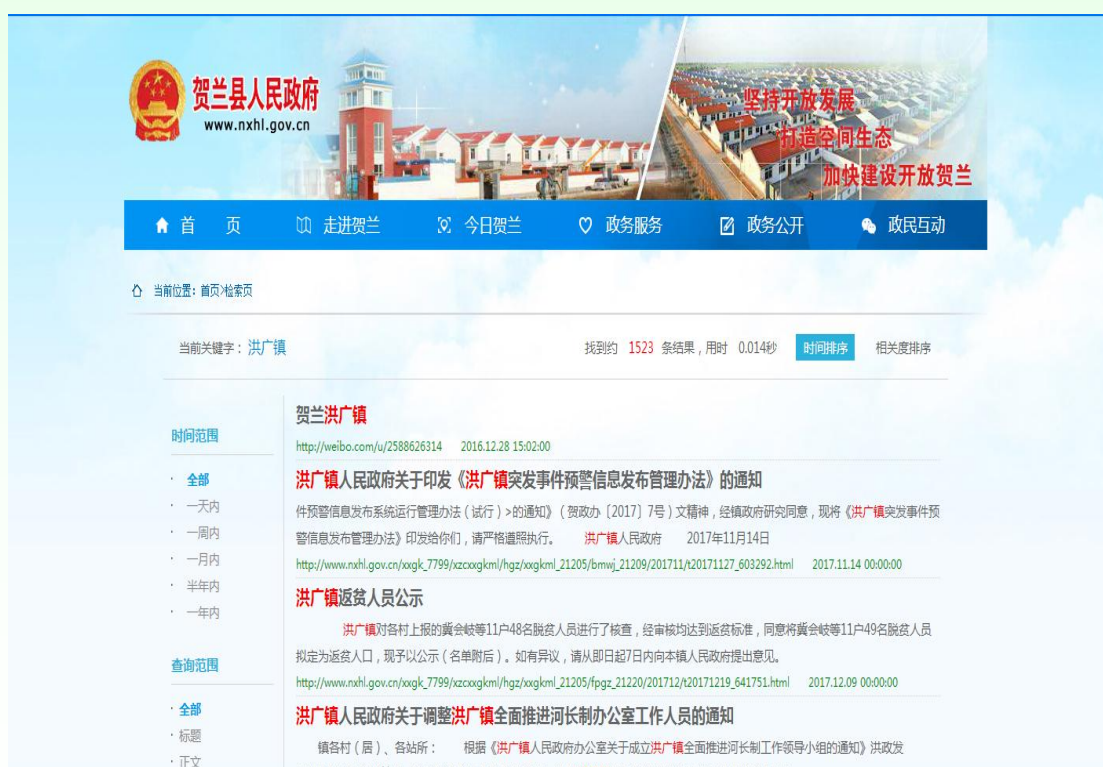 贺兰县人民政府
www.nxhl.gov.cn
坚持开放发展
打造空间生态
加快建设开放贺兰
首 页 走进贺兰 今日贺兰 政务服务 政务公开 政民互动
当前位置：首页>检索页
当前关键字：洪广镇 找到约 1523 条结果，用时 0.014秒 时间排序 相关度排序
时间范围
· 全部
· 一天内
· 一周内
· 一月内
· 半年内
· 一年内
查询范围
· 全部
· 标题
· 正文
贺兰洪广镇
http://weibo.com/u/2588626314 2016.12.28 15:02:00
洪广镇人民政府关于印发《洪广镇突发事件预警信息发布管理办法》的通知
件预警信息发布系统运行管理办法（试行）>的通知》（贺政办〔2017〕7号）文精神，经镇政府研究同意，现将《洪广镇突发事件预
警信息发布管理办法》印发给你们，请严格遵照执行。 洪广镇人民政府 2017年11月14日
http://www.nxhl.gov.cn/xxgk_7799/xzcxxgkml/hgz/xxgkml_21205/bmwj_21209/201711/t20171127_603292.html 2017.11.14 00:00:00
洪广镇返贫人员公示
洪广镇对各村上报的冀会岐等11户48名脱贫人员进行了核查，经审核均达到返贫标准，同意将冀会岐等11户49名脱贫人员
拟定为返贫人口，现予以公示（名单附后）。如有异议，请从即日起7日内向本镇人民政府提出意见。
http://www.nxhl.gov.cn/xxgk_7799/xzcxxgkml/hgz/xxgkml_21205/fpgz_21220/201712/t20171219_641751.html 2017.12.09 00:00:00
洪广镇人民政府关于调整洪广镇全面推进河长制办公室工作人员的通知
镇各村（居）、各站所： 根据《洪广镇人民政府办公室关于成立洪广镇全面推进河长制工作领导小组的通知》洪政发